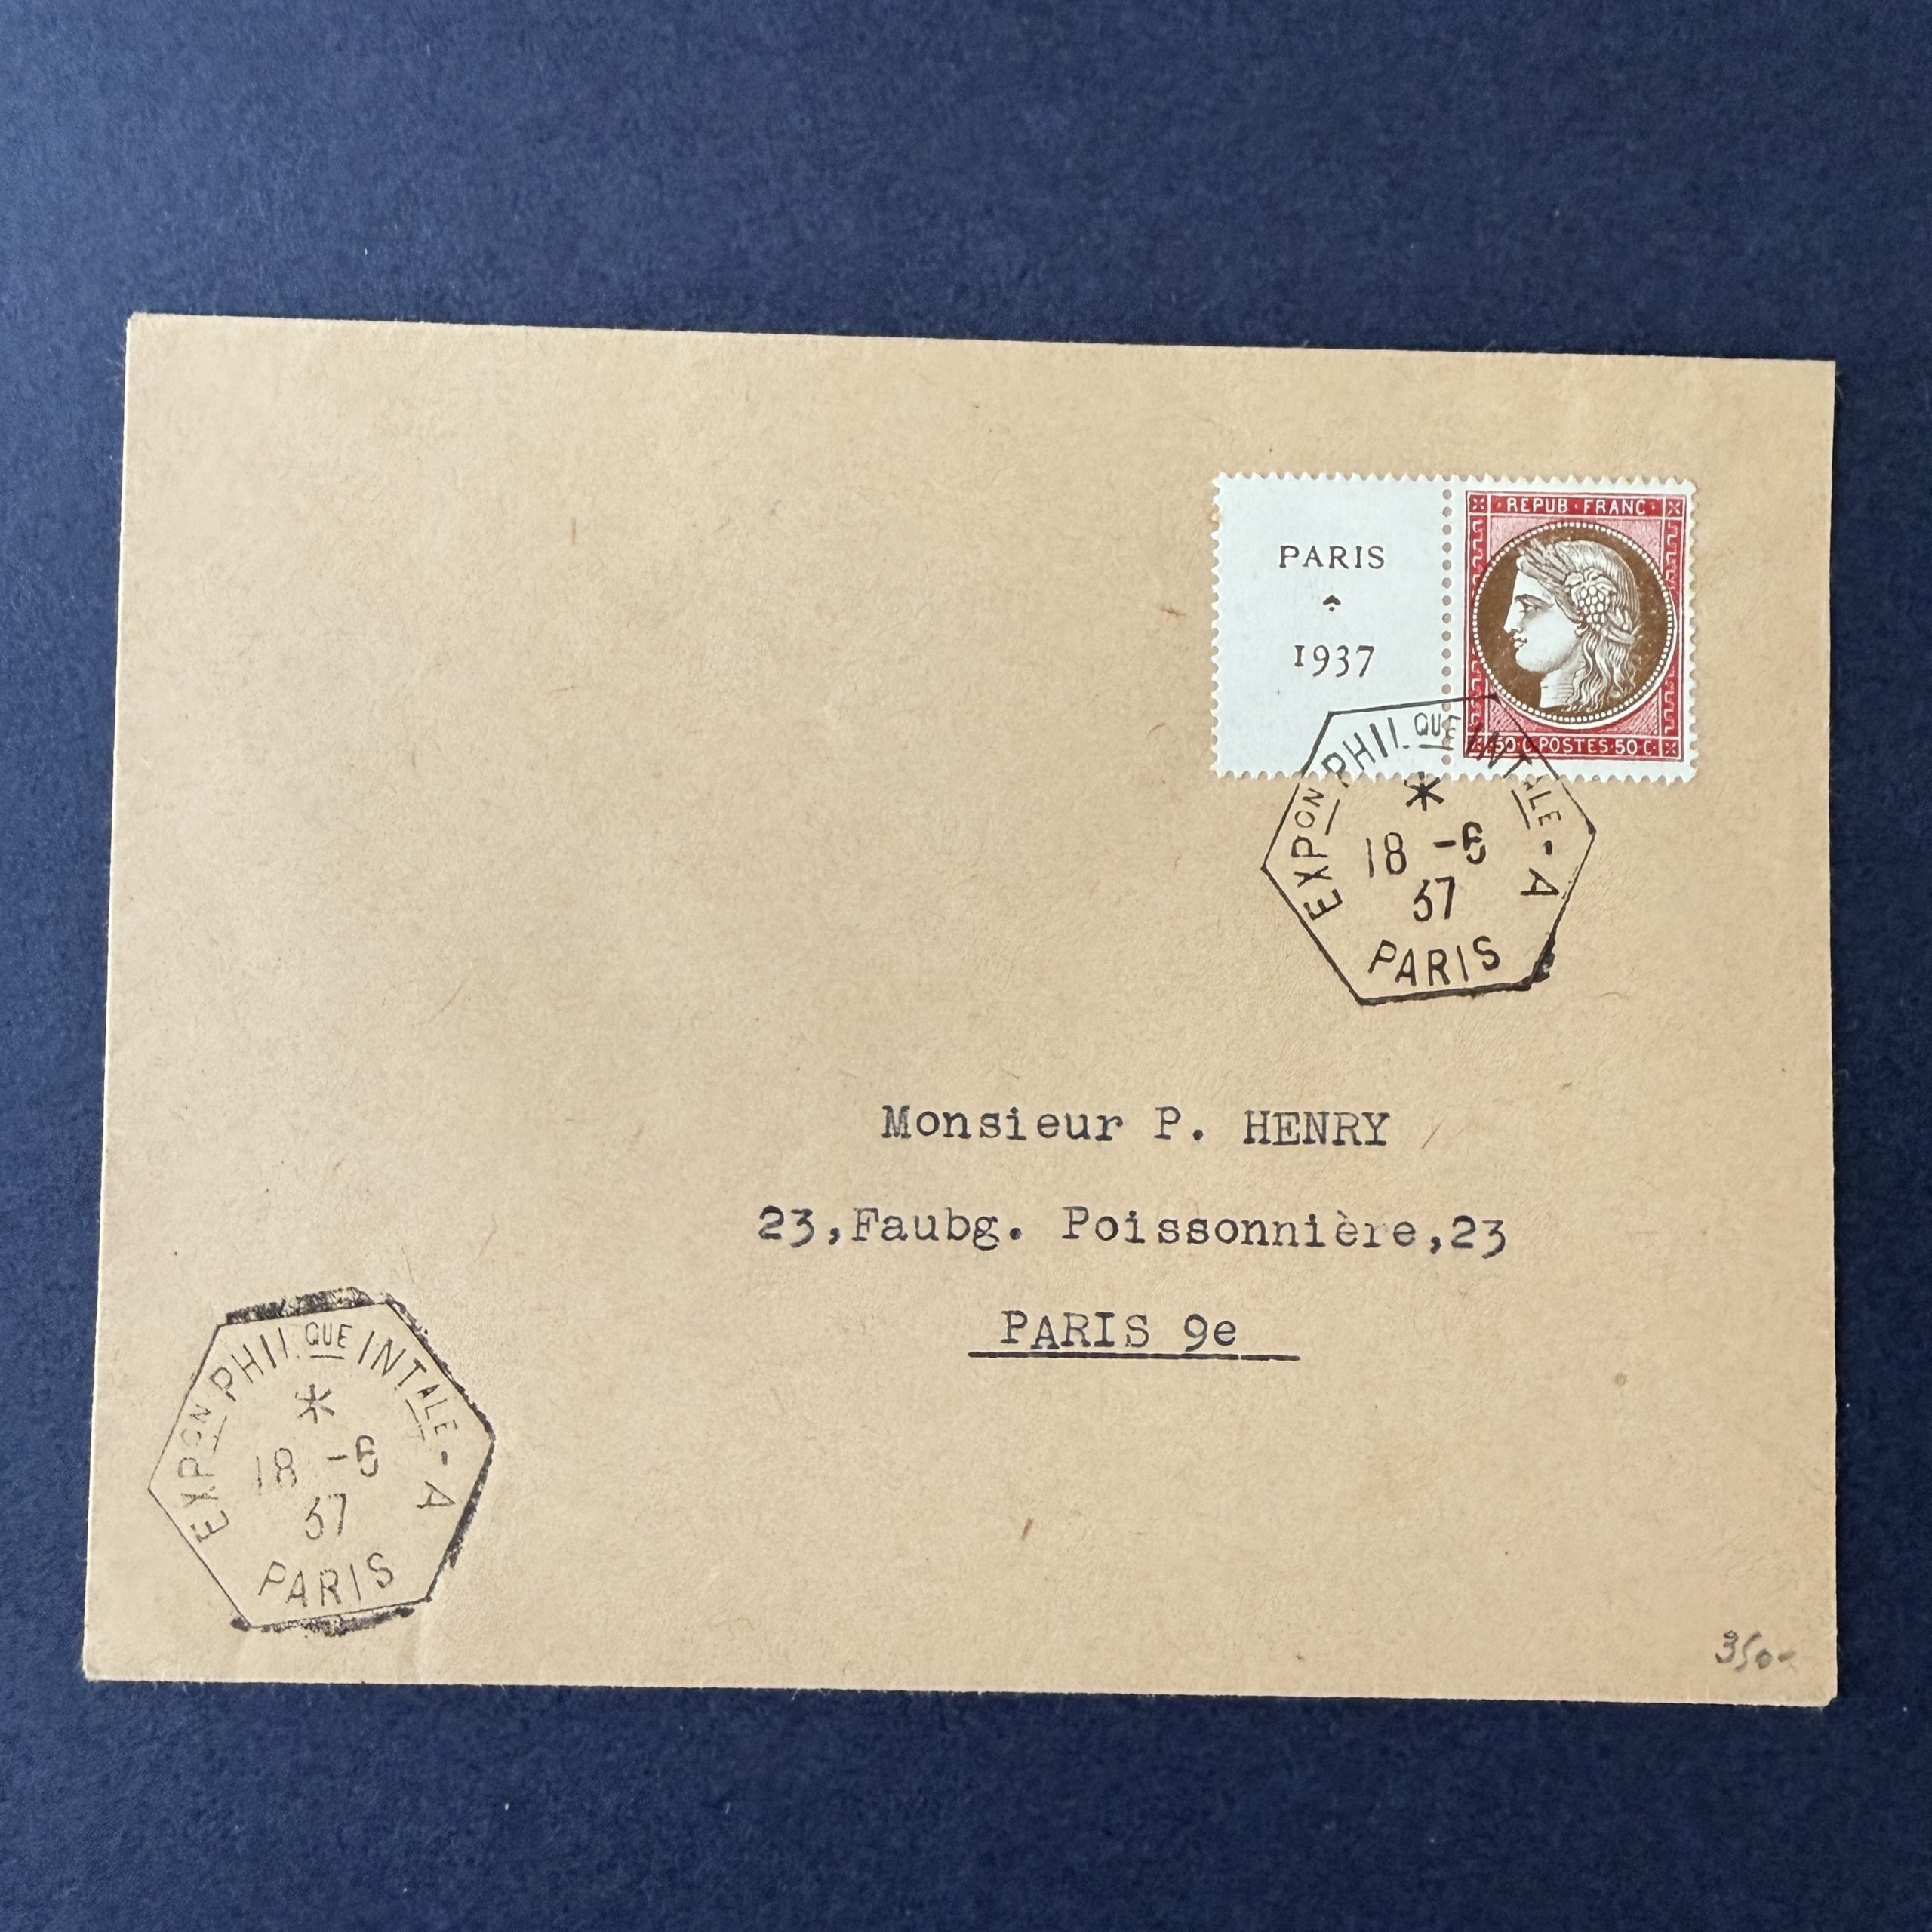 PARIS
1937
REPUB·FRANC
50·C·POSTES·50·C·
EXPON PHILQUE INTALE - A
*
18 -6
37
PARIS
Monsieur P. HENRY
23,Faubg. Poissonnière,23
PARIS 9e
EXPON PHILQUE INTALE - A
*
18 -6
37
PARIS
350-